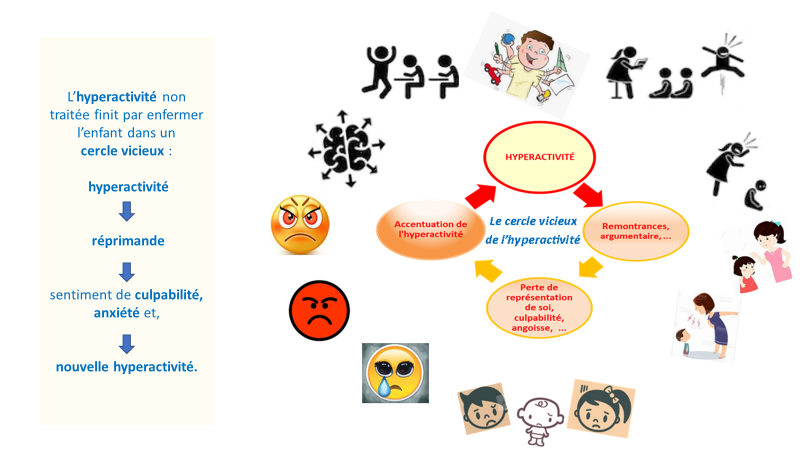 L'hyperactivité non
traitée finit par enfermer
l'enfant dans un
cercle vicieux :
hyperactivité
réprimande
sentiment de culpabilité,
anxiété et,
nouvelle hyperactivité.
HYPERACTIVITÉ
Accentuation de
l'hyperactivité
Le cercle vicieux
de l'hyperactivité
Remontrances,
argumentaire, ...
Perte de
représentation
de soi,
culpabilité,
angoisse, ...